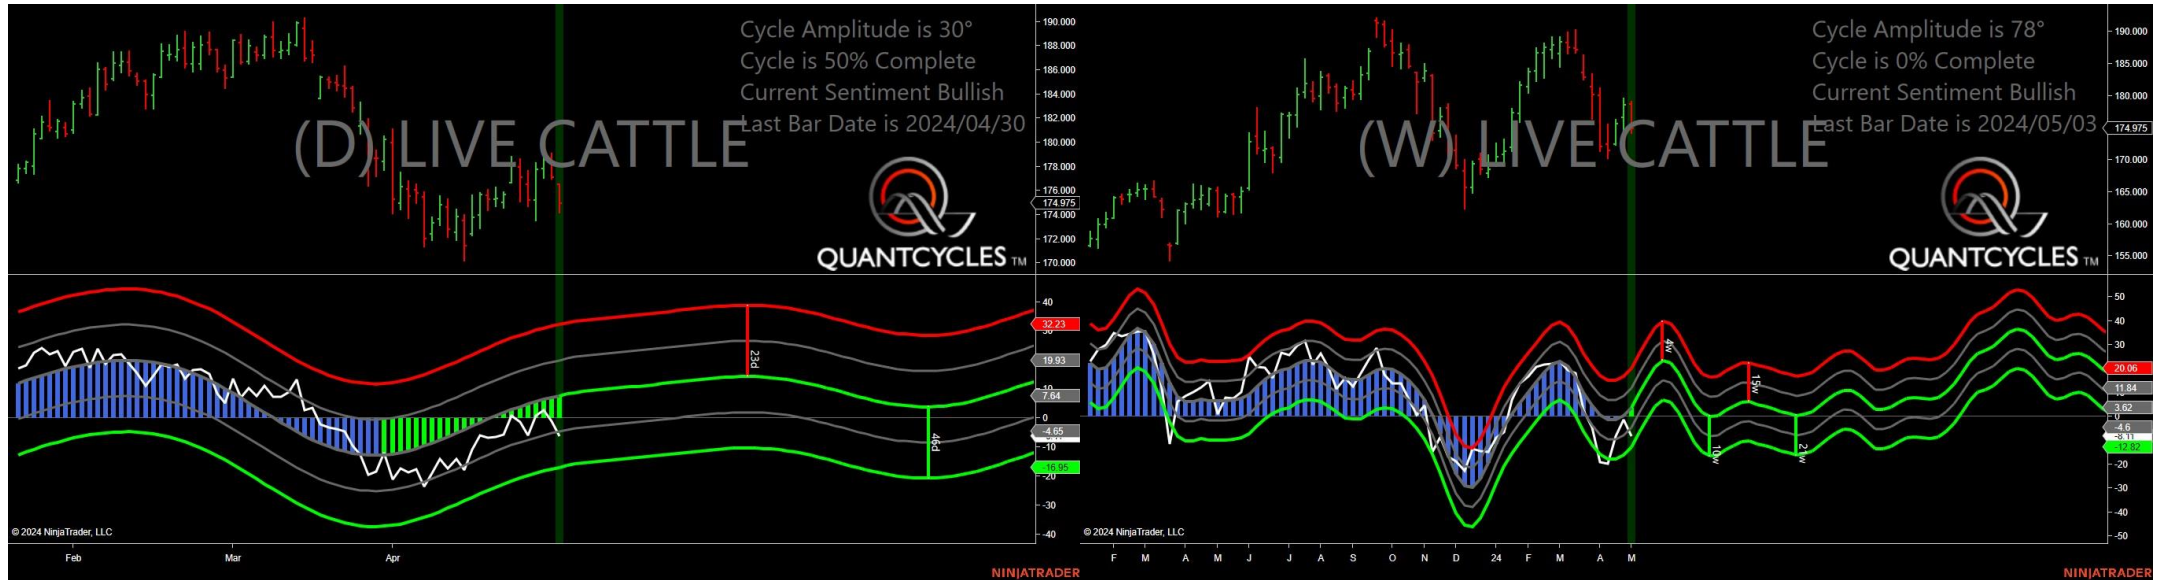 Cycle Amplitude is 30°
Cycle is 50% Complete
Current Sentiment Bullish
Last Bar Date is 2024/04/30
(D) LIVE CATTLE
QUANTCYCLES TM
190.000
188.000
186.000
184.000
182.000
180.000
178.000
176.000
174.975
174.000
172.000
170.000
40
32.23
19.93
10
7.64
0
-4.65
-10
-16.95
-20
-30
-40
23d
46d
© 2024 NinjaTrader, LLC
Feb Mar Apr
NINJATRADER
Cycle Amplitude is 78°
Cycle is 0% Complete
Current Sentiment Bullish
Last Bar Date is 2024/05/03
(W) LIVE CATTLE
QUANTCYCLES TM
190.000
185.000
180.000
174.975
170.000
165.000
160.000
155.000
50
40
30
20.06
11.84
3.62
0
-4.6
-8.11
-12.82
-20
-30
-40
-50
4w
10w
15w
21w
© 2024 NinjaTrader, LLC
F M A M J J A S O N D 24 F M A M
NINJATRADER